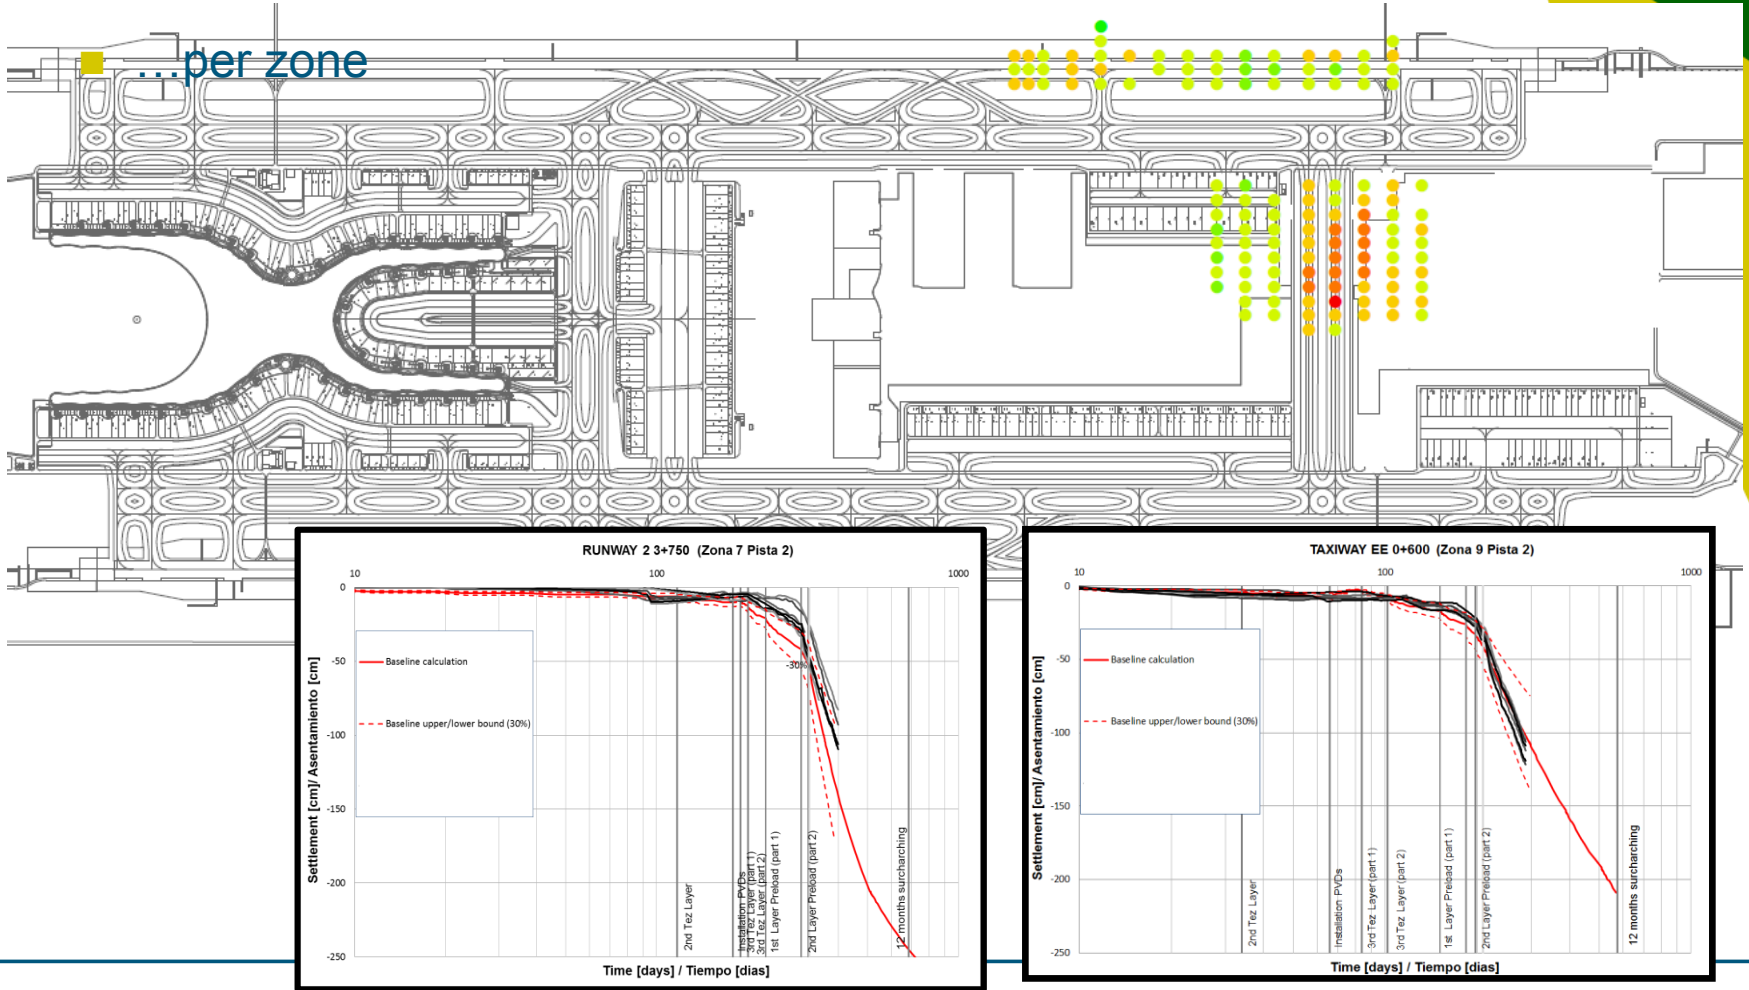 ...per zone
RUNWAY 2 3+750 (Zona 7 Pista 2)
10
100
1000
0
-50
-100
-150
-200
-250
Settlement [cm]/ Asentamiento [cm]
Baseline calculation
Baseline upper/lower bound (30%)
-30%
2nd Tez Layer
Installation PVDs
3rd Tez Layer (part 1)
3rd Tez Layer (part 2)
1st Layer Preload (part 1)
2nd Layer Preload (part 2)
12 months surcharching
Time [days] / Tiempo [dias]
TAXIWAY EE 0+600 (Zona 9 Pista 2)
10
100
1000
0
-50
-100
-150
-200
-250
Settlement [cm]/ Asentamiento [cm]
Baseline calculation
Baseline upper/lower bound (30%)
2nd Tez Layer
Installation PVDs
3rd Tez Layer (part 1)
3rd Tez Layer (part 2)
1st Layer Preload (part 1)
2nd Layer Preload (part 2)
12 months surcharching
Time [days] / Tiempo [dias]